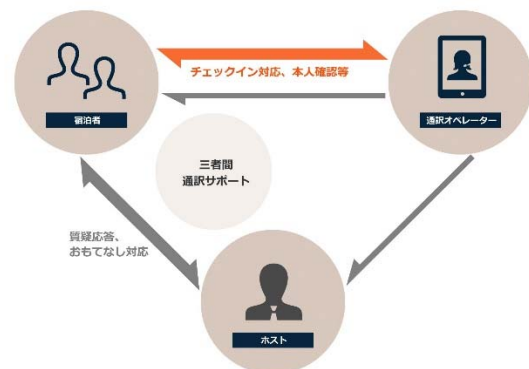 チェックイン対応、本人確認等
宿泊者
通訳オペレーター
三者間
通訳サポート
質疑応答、
おもてなし対応
ホスト